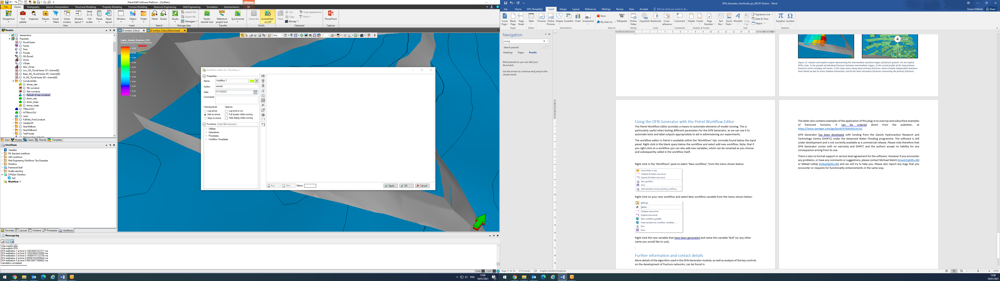 Petrel E&P Software Platform - [Gullfaks]
Window
File
Home
Stratigraphy
Seismic Interpretation
Structural Modeling
Property Modeling
Fracture Modeling
Reservoir Engineering
Well Engineering
Simulation
Geomechanics
3D
Perspective
Tool palette
Inspector
Players
Visual filters
Clone window
Window layout
Full screen
Panes
Reset layout
Window
Object
Folder
Petrel
Studio
Studio
Import file
Export file
Managers
Studio transfer tool
Reference project tool
Synchronize
Subscribe
Autorefresh on/off
Paste
Cut
Copy
Bitmap
Copy appearance
Paint
PowerPoint
View
Insert
Search
Manage data
Transfer
Notify
Clipboard
Capture
Models
Intersections
Properties
Fluvial facies
Facies
Perm
Porosity
NG (fluvial)
Zones
VShale
New_Zones
Low_NG_Fluvial facies 33% channel[0]
Base_NG_Fluvial facies 45% channel[0]
Hi_NG_Fluvial facies 60% channel[0]
CurvatureData
ehmax_rate
Min curvature
Max curvature
Azimuth of max curvature
ehmin_rate
ehmin_hirate
ehmax_hirate
TRfromVSH
HiTRfromVSH
Layer
FullField_FromCurvature
VariableSR
NearWellbore
NearWellbore2
TestPorosity
Input
Models
Cases
Results
Templates
Workflows
Variables
RE Standard workflows
U&O workflows
Well Engineering Workflows Tips Examples
Workflow
FrameworkStuff
Quality reporting
DFNGen Workflow
Null
Workflow 1
Favorites
Layouts
Windows
Processes
Workflows
2D window 2 [Any]
3D window 2 [Any] [Maximized]
Any
1
Layer_bound_fracture_P32
Dimensionless fracture intensity
0.05
0.04
0.04
0.03
0.03
0.02
0.02
0.01
0.01
0.00
Workflow editor for "Workflow 1"
Properties
Name:
Workflow 1
Author:
simold
Date:
01/18/2021
Comments:
Warning level:
Options:
Log errors
Log time to run
Ask on errors
Full screen while running
Stop on errors
Hide dialog while running
Functions
Enter filter keyword...
Utilities
Operations
Processes
Workflow Templates
Run
Test
Status:
Apply
OK
Cancel
Message log
Write implicit data
Write explicit DFN
DFN realisation 1 at time 0.138330007227271 ma
DFN realisation 2 at time 0.139324000135094 ma
DFN realisation 3 at time 0.140804707722758 ma
DFN realisation 4 at time 0.555061632505844 ma
DFN realisation 5 at time 0.566188571898602 ma
Calculation completed
RAM
USER
ENG
15:08
18/01/2021
DFN_Generator_UserGuide_sjo_20210118.docx - Word
File
Home
DTU (Templafy)
Insert
Design
Layout
References
Mailings
Review
View
Acrobat
Tell me what you want to do...
Simon Oldfield
Share
Cover Page
Blank Page
Page Break
Table
Pictures
Online Pictures
Shapes
SmartArt
Chart
Screenshot
Store
My Add-ins
Wikipedia
Online Video
Hyperlink
Bookmark
Cross-reference
Comment
Header
Footer
Page Number
Text Box
Quick Parts
WordArt
Drop Cap
Signature Line
Date & Time
Object
Equation
Symbol
Pages
Tables
Illustrations
Add-ins
Media
Links
Comments
Header & Footer
Text
Symbols
Navigation
young
Search paused
Headings
Pages
Results
Word paused so you can edit your
document.
Use the arrows to continue and jump to the
closest result.
4
Figure 12: Implicit and explicit output representing the intermediate and final stages of fracture growth. On the explicit
DFNs, note: 1) the growth of individual fractures between intermediate stages, 2) the curved profile of the long primary
fractures across multiple cell stacks, 3) the relay zones along these primary fractures, where initially independent fractures
have linked up due to stress shadow interaction, and 4) the short secondary fractures connecting the primary fractures.
Using the DFN Generator with the Petrel Workflow Editor
The Petrel Workflow Editor provides a means to automate elements of model running. This is
particularly useful when testing different parameters for the DFN Generator, as we can use it to
automate tests and label outputs appropriately to aid in administering our experiments.
The workflow editor in Petrel is available within the ‘Workflows’ tab, normally found below the input
panel. Right-click in the blank space below the workflow and select add new workflow. Note, that if
you right-click on a workflow you can also add new variables, which can be renamed as you choose
and subsequently called in the workflow itself.
Right-click in the ‘Workflows’ pane to select ‘New workflow’, from the menu shown below:
Insert folder in tree
Collapse all folders (recursive)
Expand all folders (recursive)
New workflow
Guru
Add standard summary plotting workflows
Right-click on your new workflow and select New workflow variable from the menu shown below:
Settings
Delete . . .
Collapse (recursive)
Expand (recursive)
New workflow variable
Insert several new workflow variables . . .
Run
Guru
Right-click the new variable that have been generated and name this variable ‘Null’ (or any other
name you would like to use).
Further information and contact details
More details of the algorithm used in the DFN Generator module, as well as analysis of the key controls
on the development of fracture networks, can be found in
The latter also contains examples of the application of this plug-in to outcrop and subsurface examples
of fractured horizons. It can be ordered direct from the publisher, at
https://www.springer.com/gp/book/9783030524135.
DFN Generator has been developed with funding from the Danish Hydrocarbon Research and
Technology Centre (DHRTC) under the Advanced Water Flooding programme. The software is still
under development and is not currently available as a commercial release. Please note therefore that
DFN Generator comes with no warranty and DHRTC and the authors accept no liability for any
consequence arising from its use.
There is also no formal support or service level agreement for the software. However if you encounter
any problems, or have any comments or suggestions, please contact Michael Welch (mwelch@dtu.dk)
or Mikael Lüthje (mikael@dtu.dk) and we will try to help you. Please also report any bugs that you
encounter or requests for functionality enhancements in the same way.
Page 17 of 18
3715 words
English (United Kingdom)
103%
15:08
18/01/2021